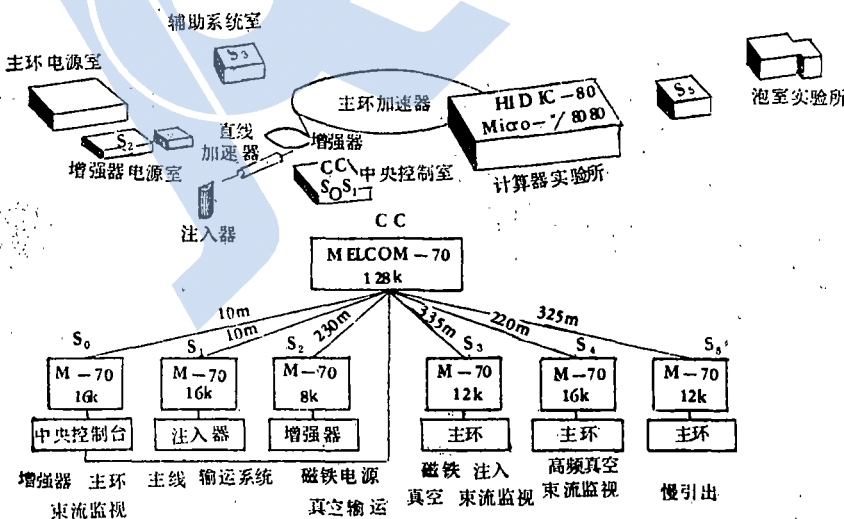 辅助系统室
S3
主环电源室
主环加速器
HIDIC-80
Micro-7/8080
S5
泡室实验所
S2
增强器电源室
直线
加速器
增强器
CC
S0S1
中央控制室
计算器实验所
注入器
CC
MELCOM-70
128k
10m
10m
230m
335m
220m
325m
S0
S1
S2
S3
S4
S5
M-70
16k
M-70
16k
M-70
8k
M-70
12k
M-70
16k
M-70
12k
中央控制台
注入器
增强器
主环
主环
主环
增强器 主环
束流监视
主线 输运系统
磁铁电源
真空输运
磁铁 注入
真空 束流监视
高频真空
束流监视
慢引出